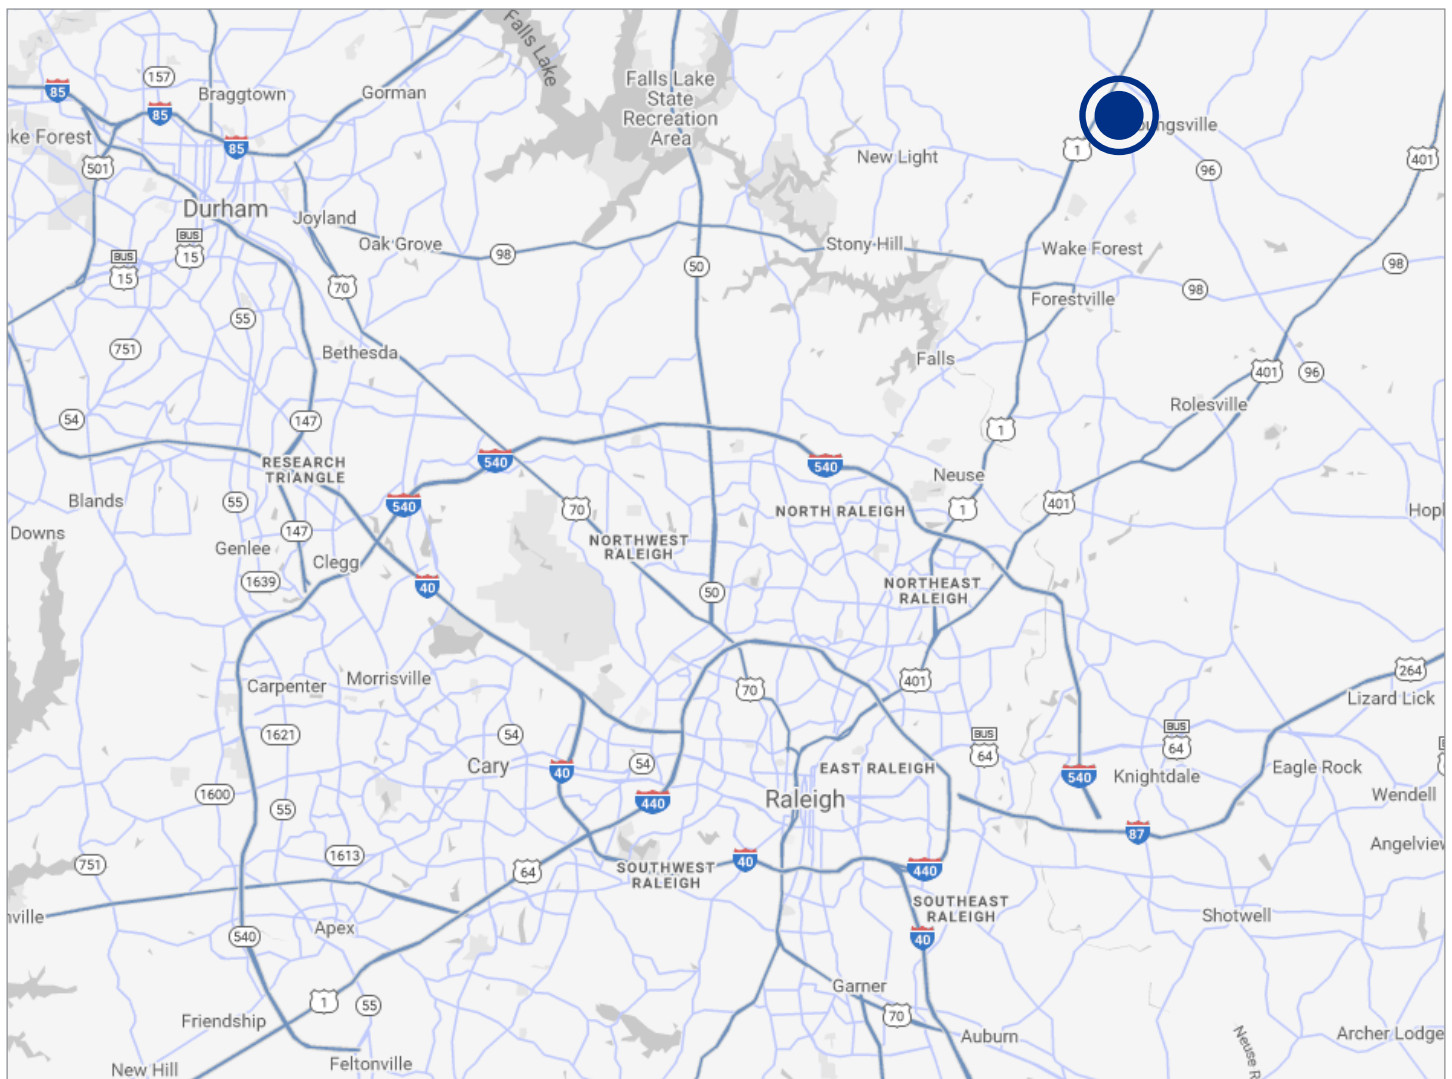 Falls Lake
157
85
Braggtown
Gorman
85
85
ke Forest
501
Falls Lake
State
Recreation
Area
New Light
1
oungsville
96
401
Durham
Joyland
BUS
15
BUS
15
Oak Grove
98
50
Stony Hill
Wake Forest
98
98
Forestville
70
55
751
Bethesda
Falls
401
96
Rolesville
54
147
1
RESEARCH
TRIANGLE
540
540
Neuse
540
55
Blands
70
NORTH RALEIGH
1
401
Hopl
Downs
147
Genlee
Clegg
NORTHWEST
RALEIGH
1639
40
50
NORTHEAST
RALEIGH
Carpenter
Morrisville
70
401
264
Lizard Lick
1621
54
BUS
64
BUS
64
Cary
40
54
EAST RALEIGH
540
Knightdale
Eagle Rock
1600
55
440
Raleigh
Wendell
87
Angelview
751
1613
64
SOUTHWEST
RALEIGH
40
440
nville
Apex
540
SOUTHEAST
RALEIGH
40
Shotwell
Garner
1
55
70
Friendship
Auburn
Archer Lodge
New Hill
Feltonville
Neuse R